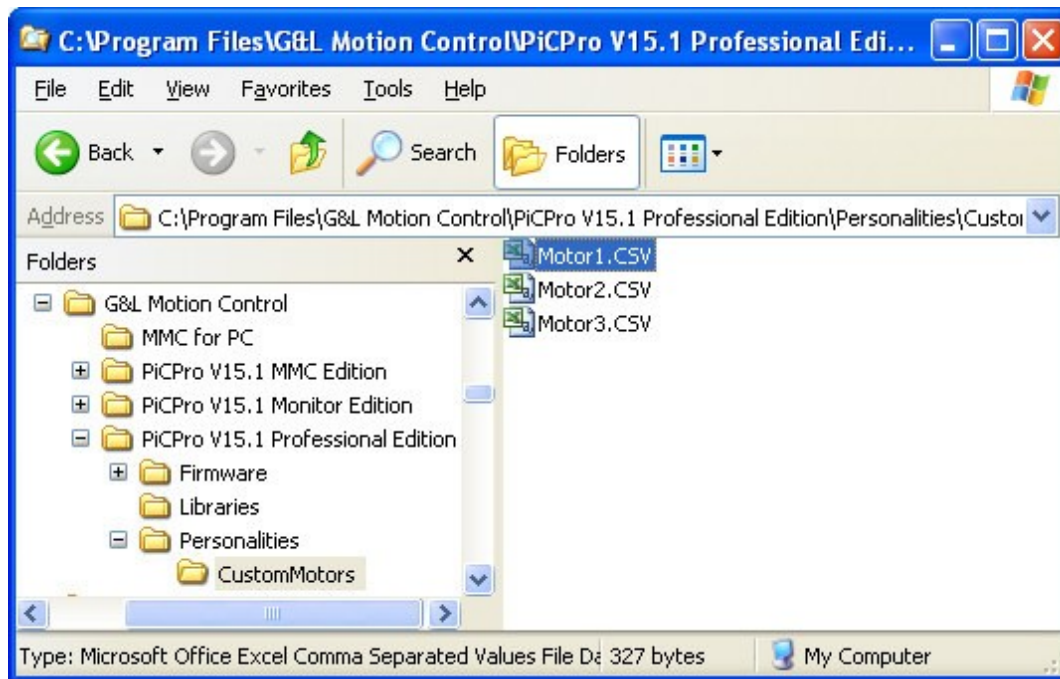 C:\Program Files\G&L Motion Control\PiCPro V15.1 Professional Edi...
File Edit View Favorites Tools Help
Back Search Folders
Address C:\Program Files\G&L Motion Control\PiCPro V15.1 Professional Edition\Personalities\Custo
Folders
G&L Motion Control
MMC for PC
PiCPro V15.1 MMC Edition
PiCPro V15.1 Monitor Edition
PiCPro V15.1 Professional Edition
Firmware
Libraries
Personalities
CustomMotors
Motor1.CSV
Motor2.CSV
Motor3.CSV
Type: Microsoft Office Excel Comma Separated Values File Da 327 bytes My Computer